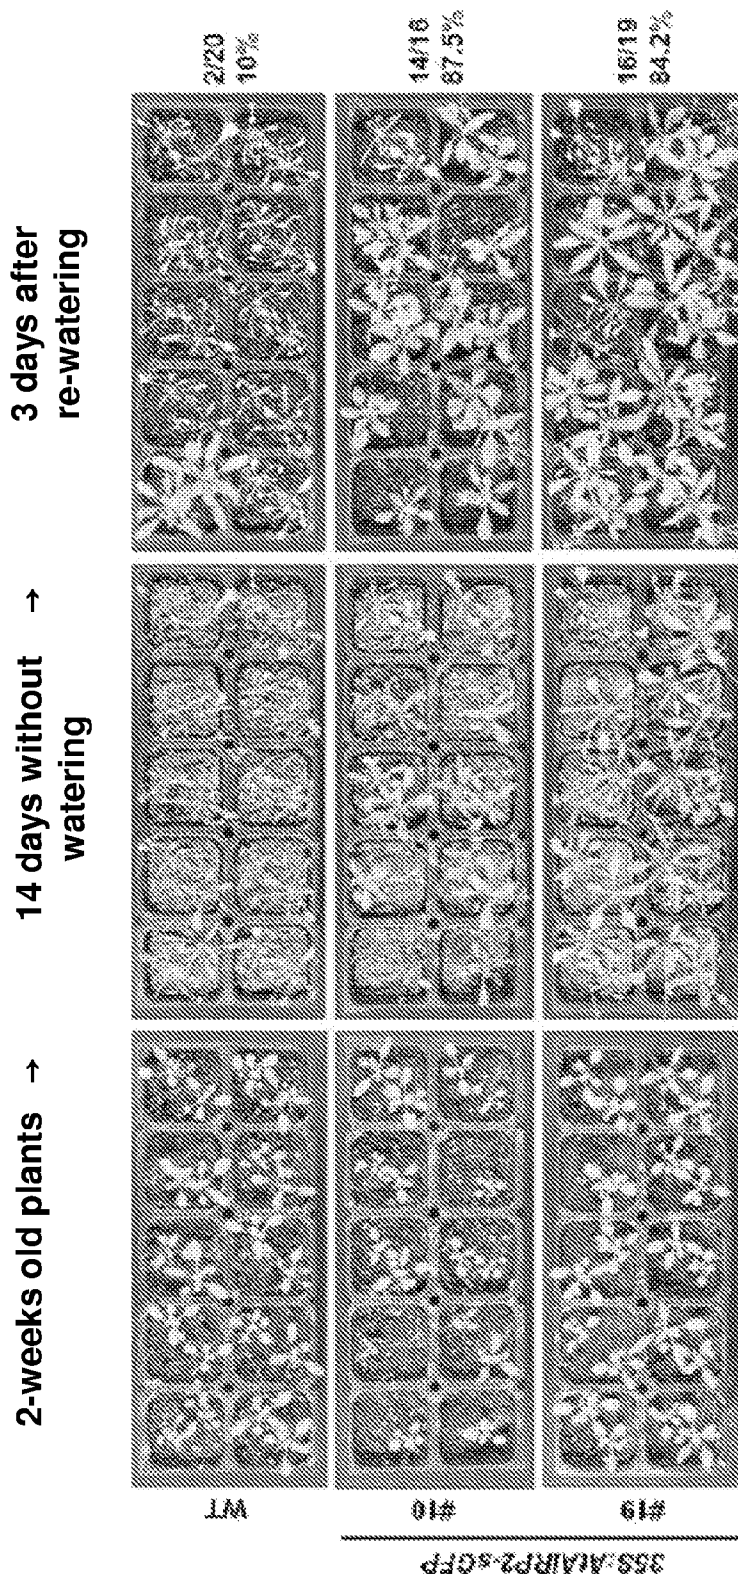 2-weeks old plants →
14 days without →
watering
3 days after
re-watering
WT
2/20
10%
#10
14/16
87.5%
#19
16/19
84.2%
35S:AtAIRP2-sGFP